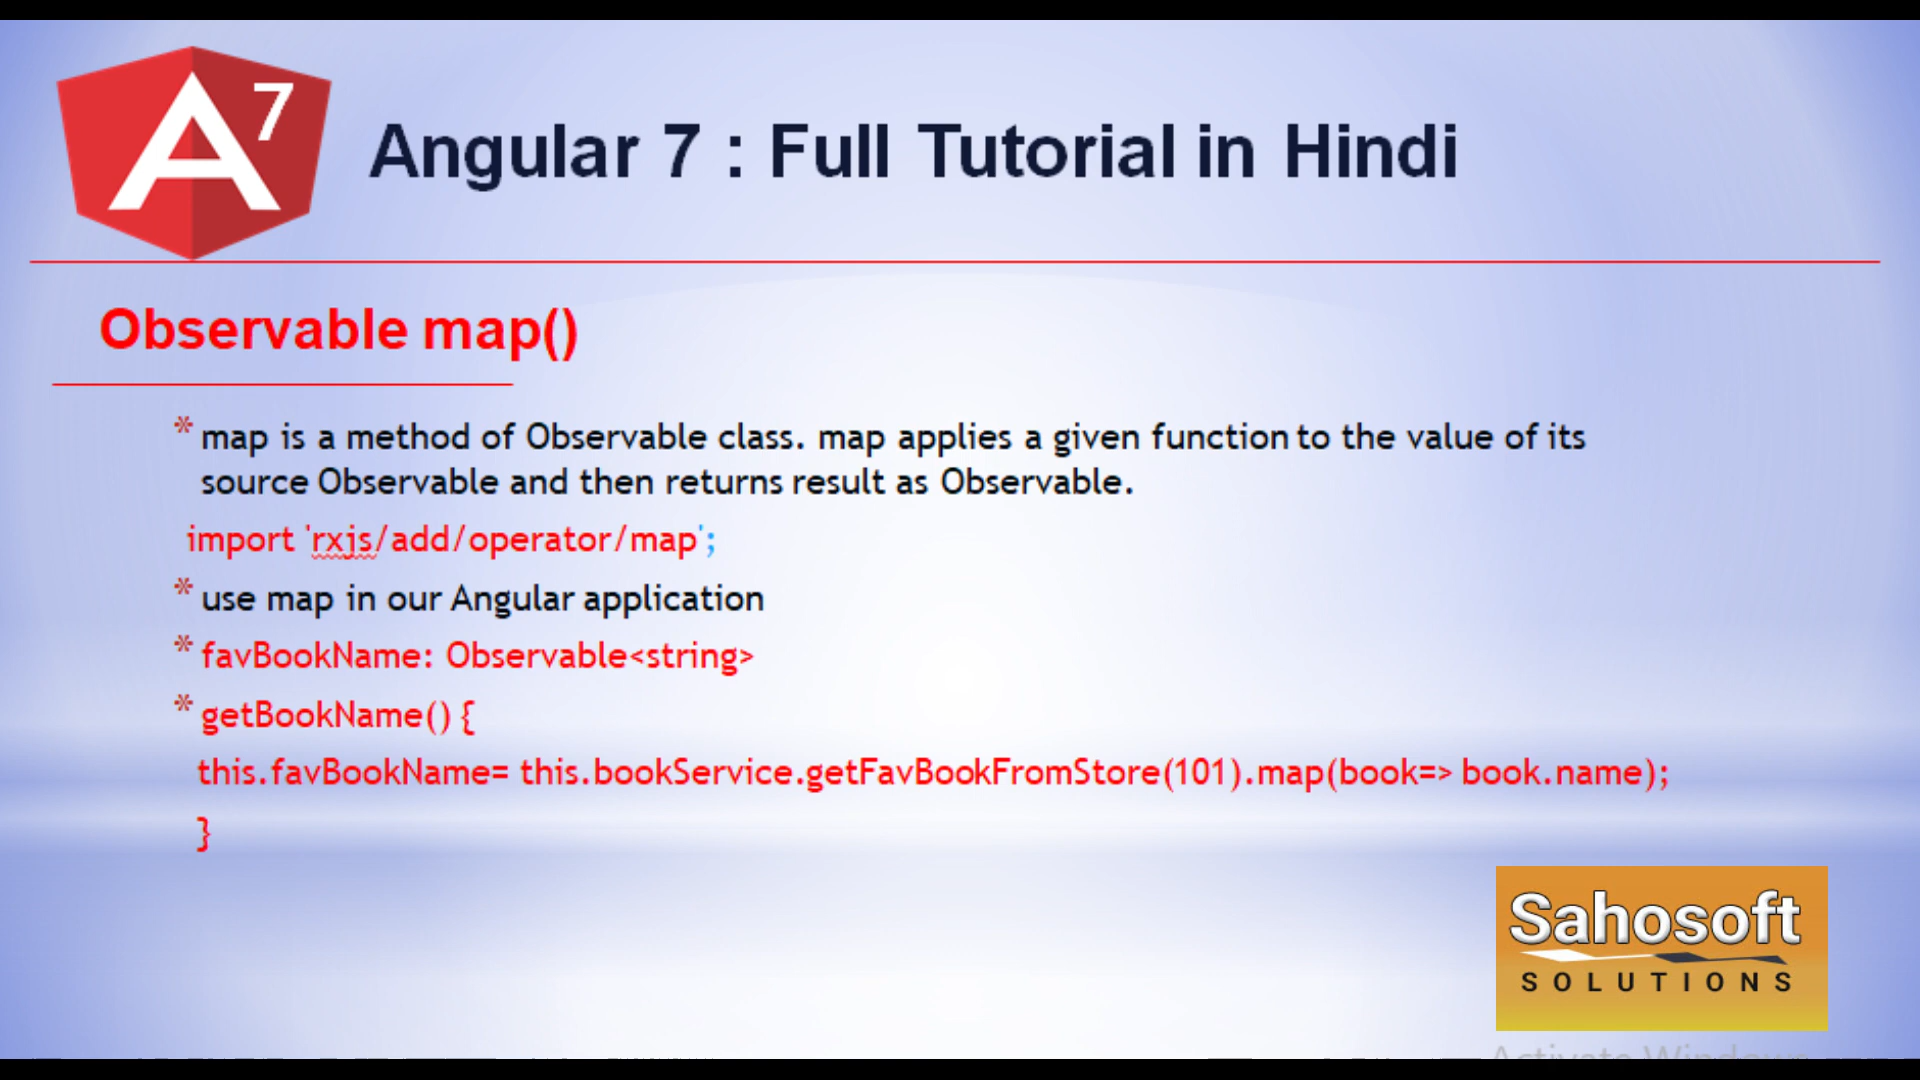 A7
Angular 7 : Full Tutorial in Hindi
Observable map()
* map is a method of Observable class. map applies a given function to the value of its
source Observable and then returns result as Observable.
import 'rxjs/add/operator/map';
* use map in our Angular application
* favBookName: Observable<string>
* getBookName() {
this.favBookName= this.bookService.getFavBookFromStore(101).map(book=> book.name);
}
Sahosoft
SOLUTIONS